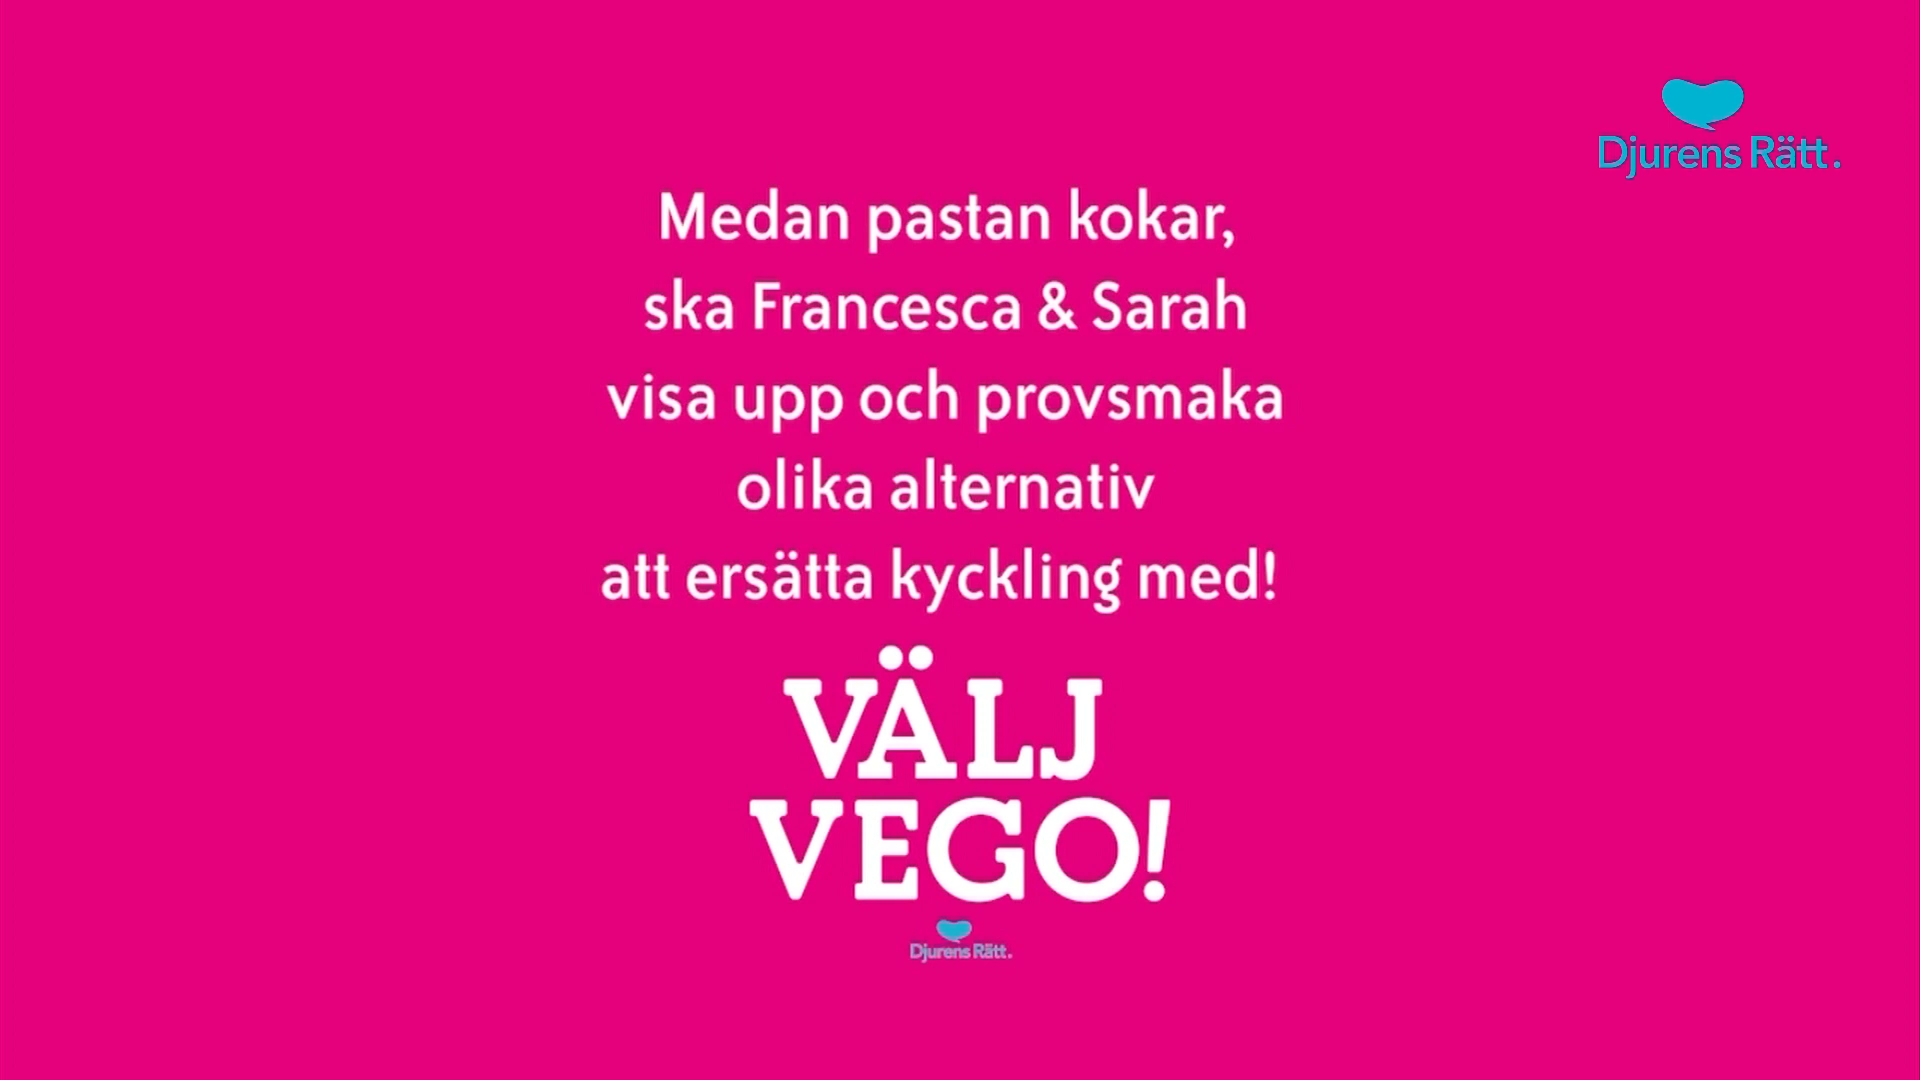 Djurens Rätt.
Medan pastan kokar,
ska Francesca & Sarah
visa upp och provsmaka
olika alternativ
att ersätta kyckling med!
VÄLJ
VEGO!
Djurens Rätt.